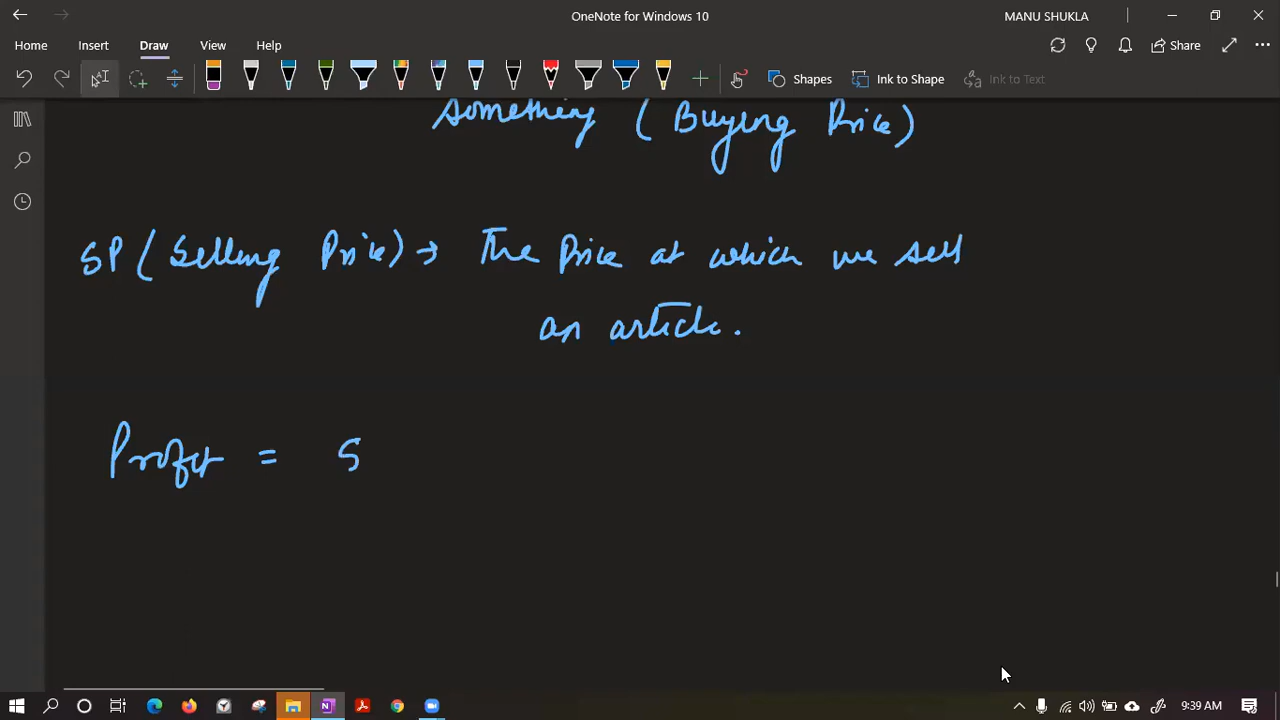 OneNote for Windows 10
MANU SHUKLA
Home Insert Draw View Help
Share
Shapes Ink to Shape Ink to Text
Something (Buying Price)
SP (Selling Price) → The Price at which we sell
an article.
Profit = S
9:39 AM